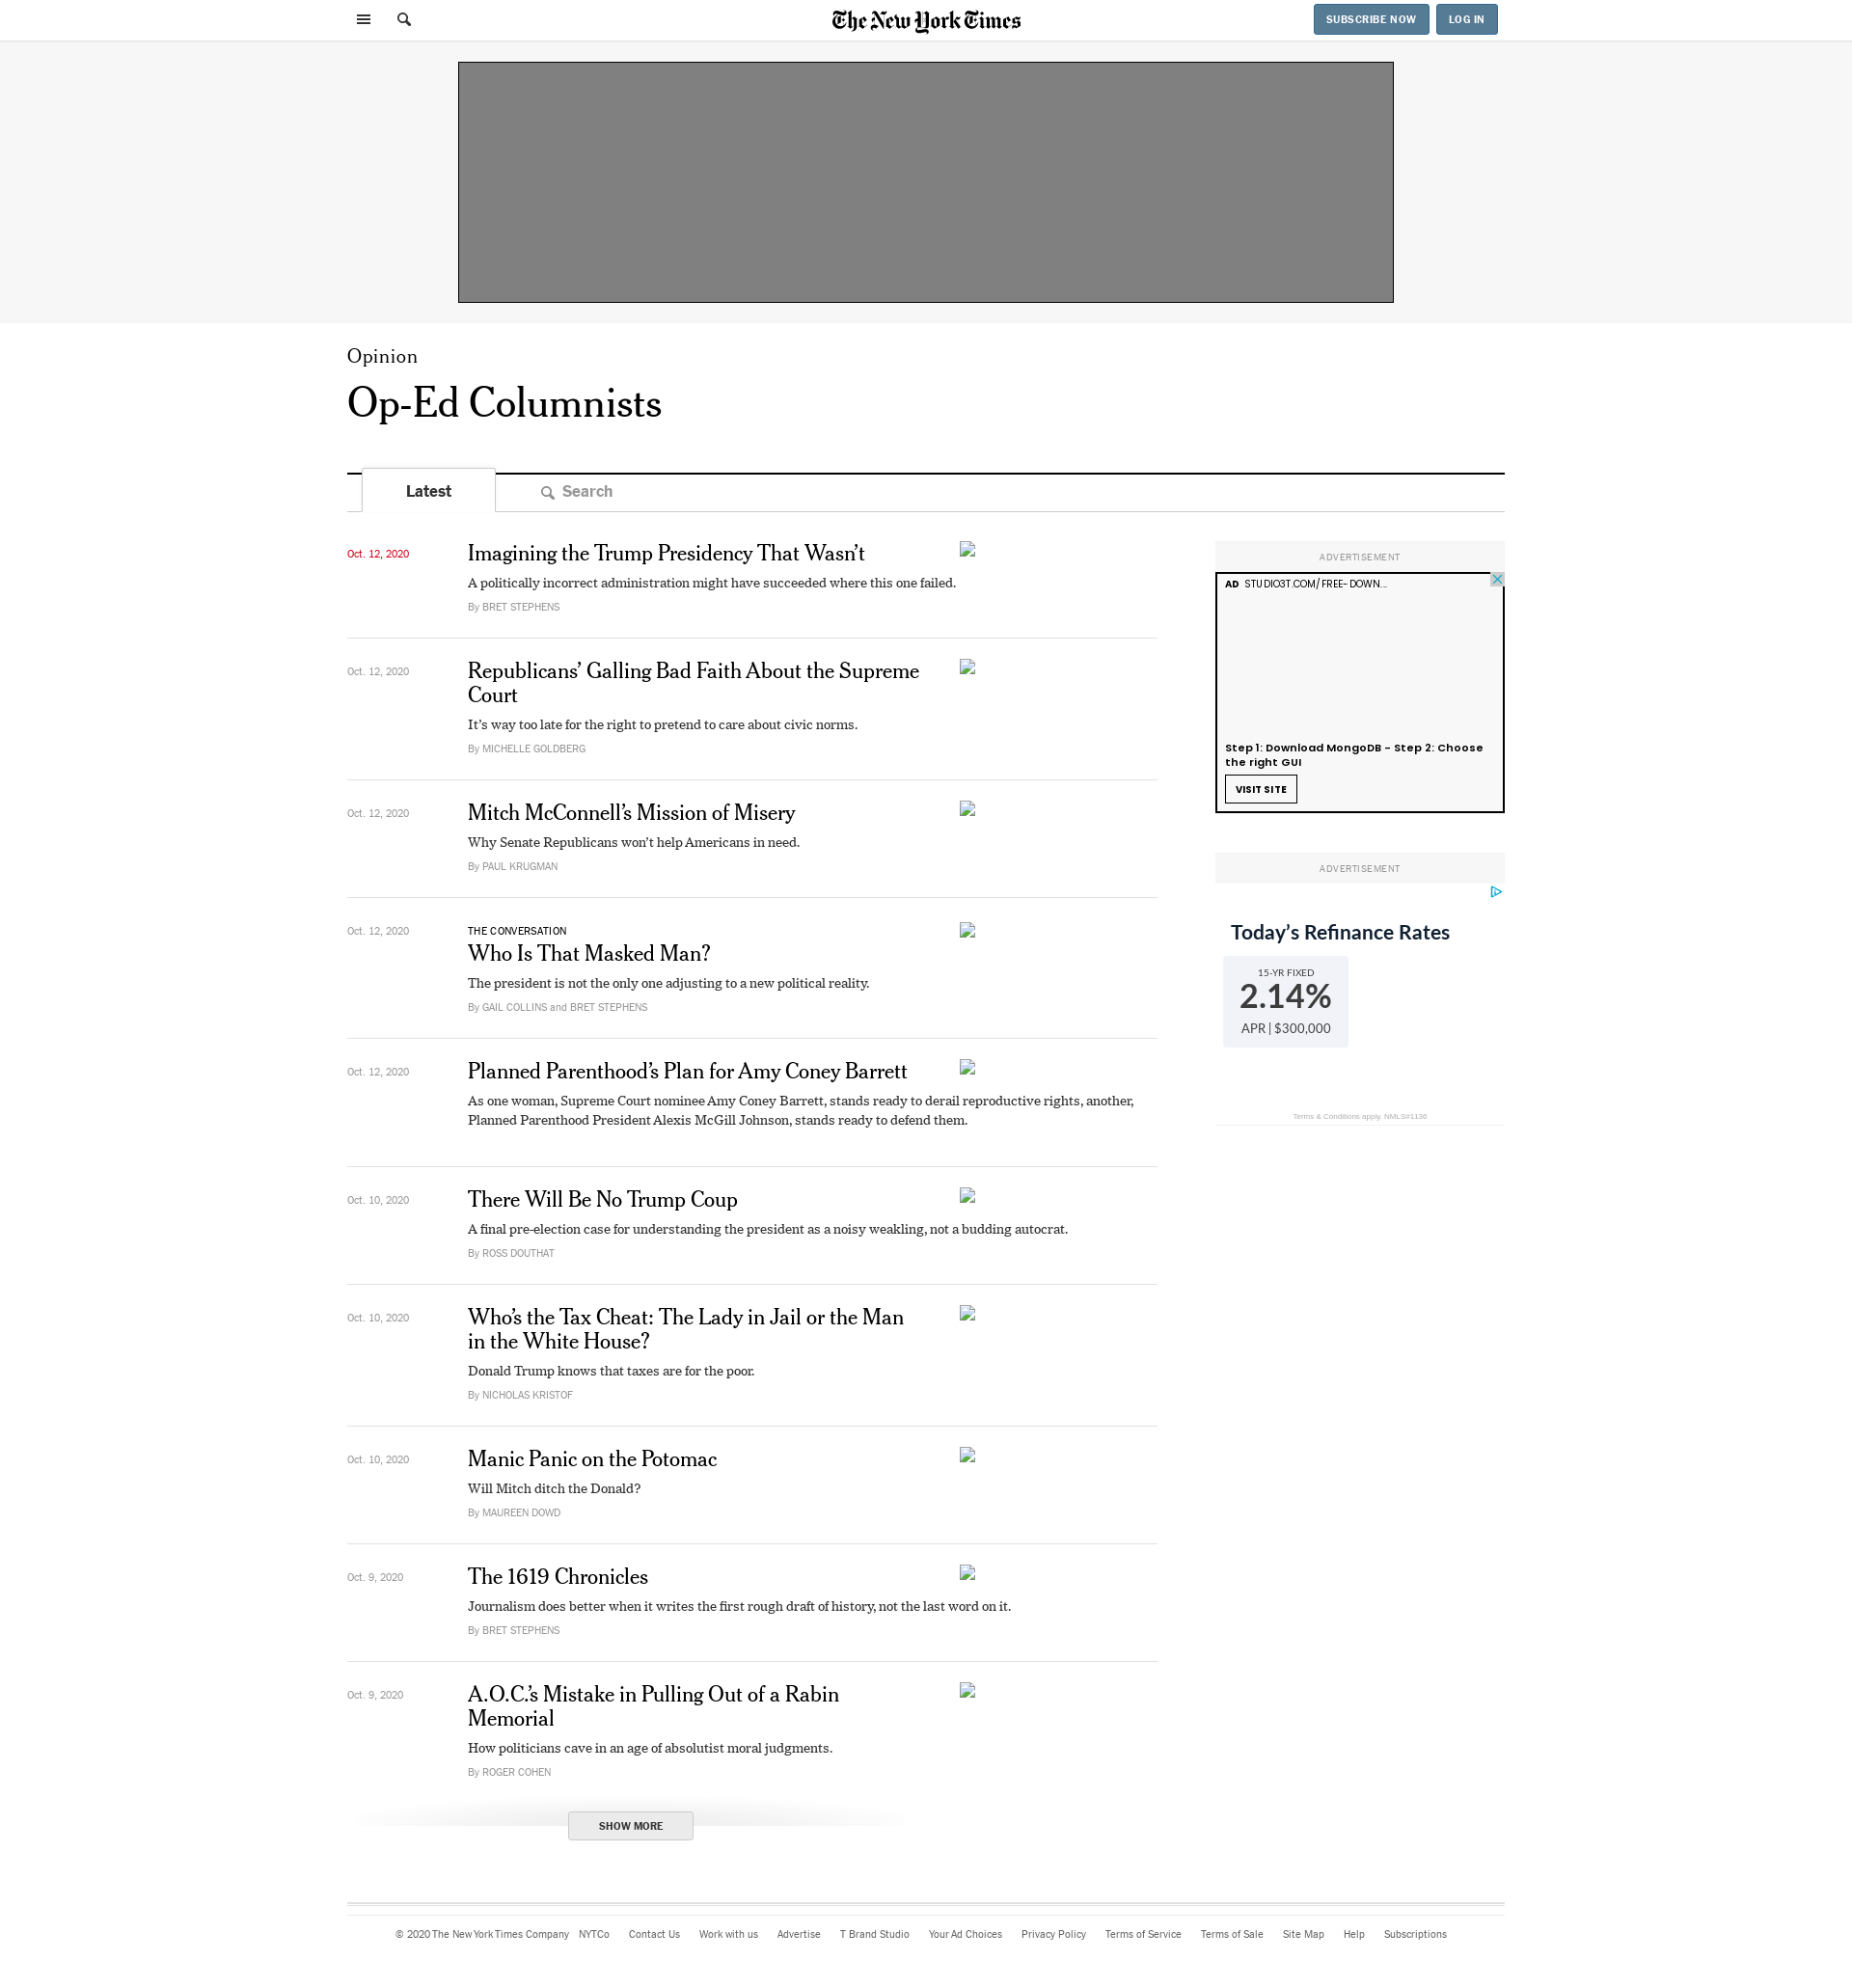 The New York Times
SUBSCRIBE NOW
LOG IN
Opinion
Op-Ed Columnists
Latest
Search
Oct. 12, 2020
Imagining the Trump Presidency That Wasn’t
A politically incorrect administration might have succeeded where this one failed.
By BRET STEPHENS
Oct. 12, 2020
Republicans’ Galling Bad Faith About the Supreme
Court
It’s way too late for the right to pretend to care about civic norms.
By MICHELLE GOLDBERG
Oct. 12, 2020
Mitch McConnell’s Mission of Misery
Why Senate Republicans won’t help Americans in need.
By PAUL KRUGMAN
Oct. 12, 2020
THE CONVERSATION
Who Is That Masked Man?
The president is not the only one adjusting to a new political reality.
By GAIL COLLINS and BRET STEPHENS
Oct. 12, 2020
Planned Parenthood’s Plan for Amy Coney Barrett
As one woman, Supreme Court nominee Amy Coney Barrett, stands ready to derail reproductive rights, another,
Planned Parenthood President Alexis McGill Johnson, stands ready to defend them.
Oct. 10, 2020
There Will Be No Trump Coup
A final pre-election case for understanding the president as a noisy weakling, not a budding autocrat.
By ROSS DOUTHAT
Oct. 10, 2020
Who’s the Tax Cheat: The Lady in Jail or the Man
in the White House?
Donald Trump knows that taxes are for the poor.
By NICHOLAS KRISTOF
Oct. 10, 2020
Manic Panic on the Potomac
Will Mitch ditch the Donald?
By MAUREEN DOWD
Oct. 9, 2020
The 1619 Chronicles
Journalism does better when it writes the first rough draft of history, not the last word on it.
By BRET STEPHENS
Oct. 9, 2020
A.O.C.’s Mistake in Pulling Out of a Rabin
Memorial
How politicians cave in an age of absolutist moral judgments.
By ROGER COHEN
SHOW MORE
ADVERTISEMENT
AD STUDIO3T.COM/FREE-DOWN...
Step 1: Download MongoDB - Step 2: Choose
the right GUI
VISIT SITE
ADVERTISEMENT
Today’s Refinance Rates
15-YR FIXED
2.14%
APR | $300,000
Terms & Conditions apply. NMLS#1136
© 2020 The New York Times Company NYTCo Contact Us Work with us Advertise T Brand Studio Your Ad Choices Privacy Policy Terms of Service Terms of Sale Site Map Help Subscriptions